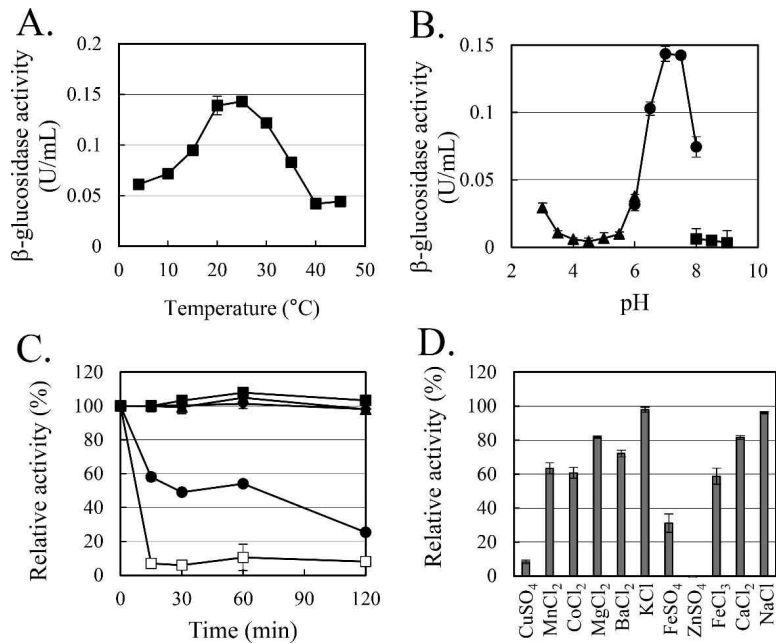 A.
0.2
0.15
0.1
0.05
0
0 10 20 30 40 50
β-glucosidase activity
(U/mL)
Temperature (°C)
B.
0.15
0.1
0.05
0
2 4 6 8 10
β-glucosidase activity
(U/mL)
pH
C.
120
100
80
60
40
20
0
0 30 60 120
Relative activity (%)
Time (min)
D.
120
100
80
60
40
20
0
Relative activity (%)
CuSO₄
MnCl₂
CoCl₂
MgCl₂
BaCl₂
KCl
FeSO₄
ZnSO₄
FeCl₃
CaCl₂
NaCl